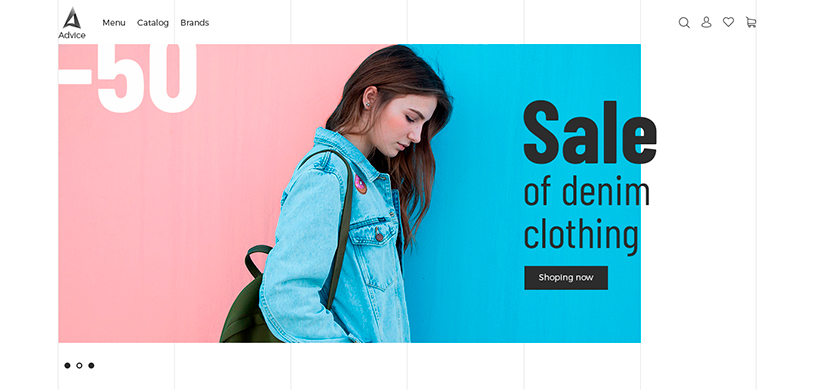 Advice
Menu Catalog Brands
-50
Sale
of denim
clothing
Shoping now